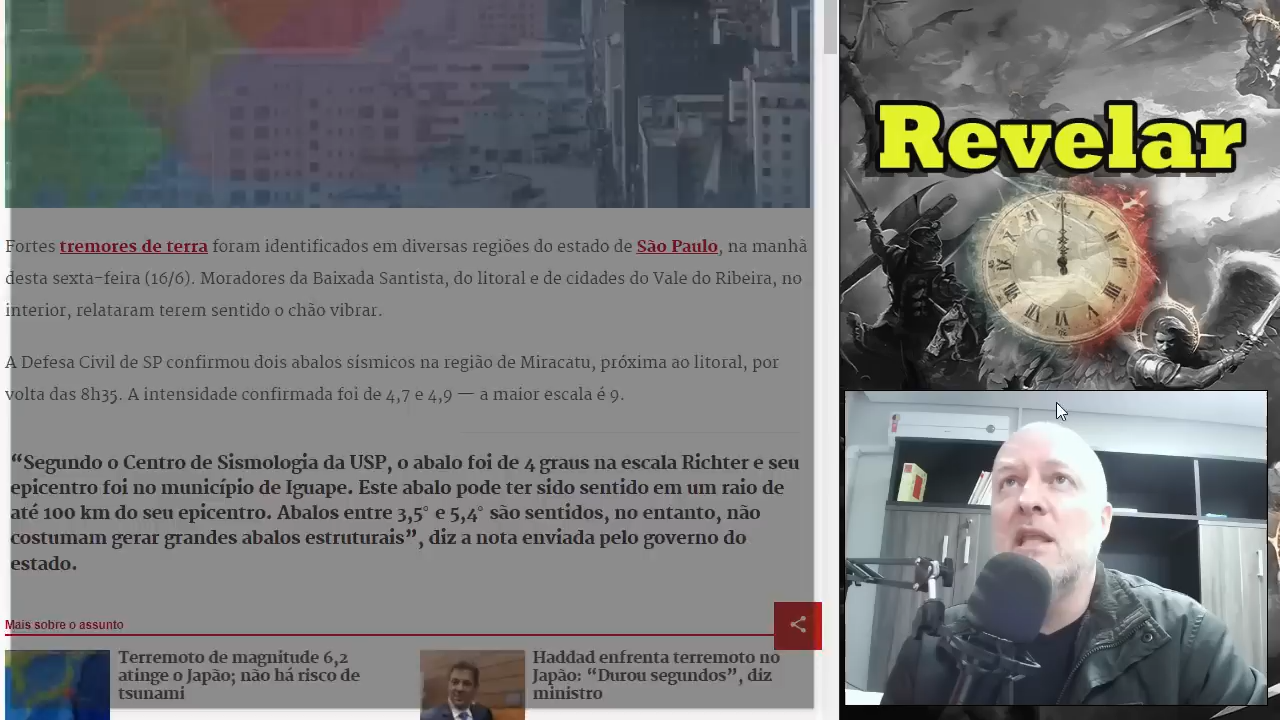 Fortes tremores de terra foram identificados em diversas regiões do estado de São Paulo, na manhã
desta sexta-feira (16/6). Moradores da Baixada Santista, do litoral e de cidades do Vale do Ribeira, no
interior, relataram terem sentido o chão vibrar.
A Defesa Civil de SP confirmou dois abalos sísmicos na região de Miracatu, próxima ao litoral, por
volta das 8h35. A intensidade confirmada foi de 4,7 e 4,9 — a maior escala é 9.
“Segundo o Centro de Sismologia da USP, o abalo foi de 4 graus na escala Richter e seu
epicentro foi no município de Iguape. Este abalo pode ter sido sentido em um raio de
até 100 km do seu epicentro. Abalos entre 3,5° e 5,4° são sentidos, no entanto, não
costumam gerar grandes abalos estruturais”, diz a nota enviada pelo governo do
estado.
Mais sobre o assunto
Terremoto de magnitude 6,2
atinge o Japão; não há risco de
tsunami
Haddad enfrenta terremoto no
Japão: “Durou segundos”, diz
ministro
Revelar